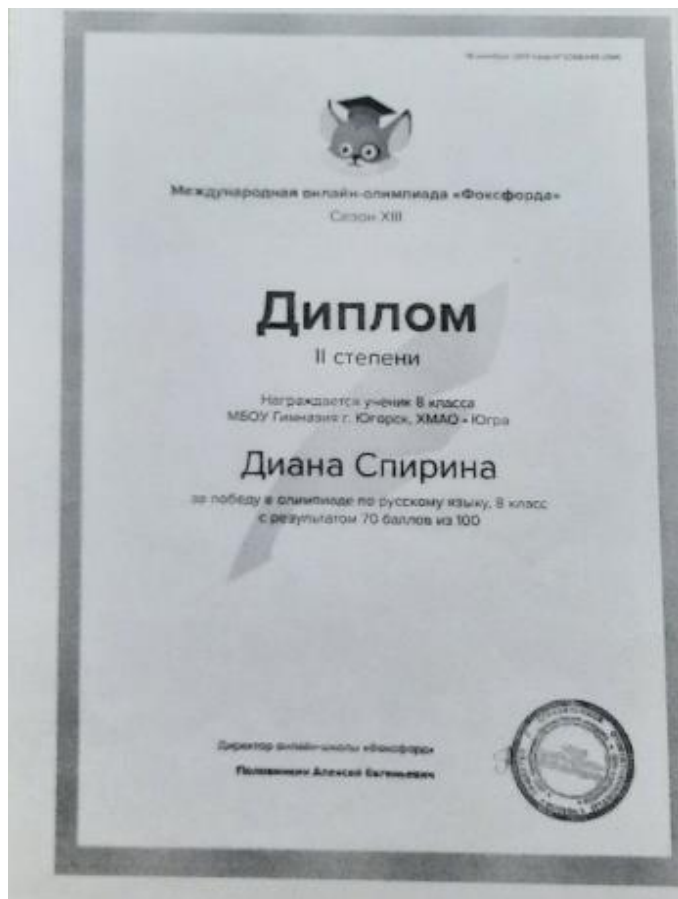 Международная онлайн-олимпиада «Фоксфорда»
Сезон XIII
Диплом
II степени
Награждается ученик 8 класса
МБОУ Гимназия г. Югорск, ХМАО - Югра
Диана Спирина
за победу в олимпиаде по русскому языку, 8 класс
с результатом 70 баллов из 100
Директор онлайн-школы «Фоксфорд»
Половинкин Алексей Евгеньевич